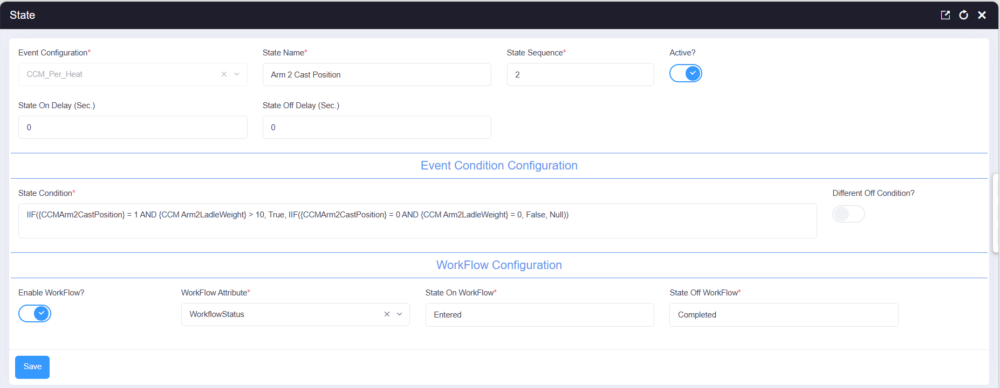 State
Event Configuration* State Name* State Sequence* Active?
CCM_Per_Heat Arm 2 Cast Position 2
State On Delay (Sec.) State Off Delay (Sec.)
0 0
Event Condition Configuration
State Condition* Different Off Condition?
IIF({CCMArm2CastPosition} = 1 AND {CCM Arm2LadleWeight} > 10, True, IIF({CCMArm2CastPosition} = 0 AND {CCM Arm2LadleWeight} = 0, False, Null))
WorkFlow Configuration
Enable WorkFlow? WorkFlow Attribute* State On WorkFlow* State Off WorkFlow*
WorkflowStatus Entered Completed
Save